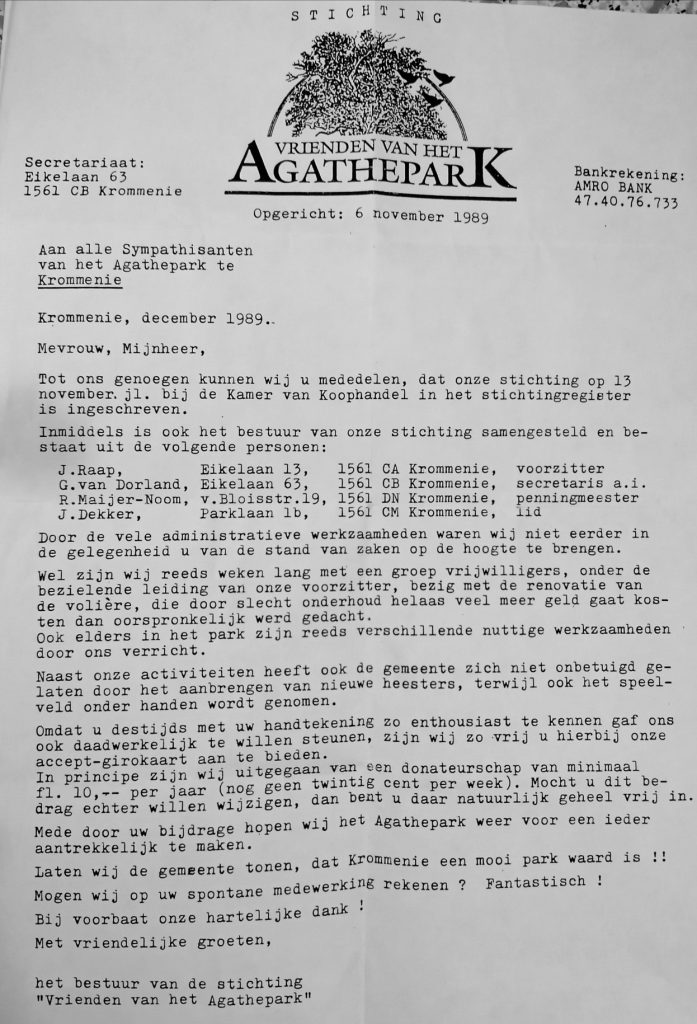 STICHTING
VRIENDEN VAN HET
AGATHEPARK
Secretariaat:
Eikelaan 63
1561 CB Krommenie
Bankrekening:
AMRO BANK
47.40.76.733
Opgericht: 6 november 1989
Aan alle Sympathisanten
van het Agathepark te
Krommenie
Krommenie, december 1989..
Mevrouw, Mijnheer,
Tot ons genoegen kunnen wij u mededelen, dat onze stichting op 13
november. jl. bij de Kamer van Koophandel in het stichtingregister
is ingeschreven.
Inmiddels is ook het bestuur van onze stichting samengesteld en be-
staat uit de volgende personen:
J.Raap, Eikelaan 13, 1561 CA Krommenie, voorzitter
G.van Dorland, Eikelaan 63, 1561 CB Krommenie, secretaris a.i.
R.Maijer-Noom, v.Bloisstr.19, 1561 DN Krommenie, penningmeester
J.Dekker, Parklaan 1b, 1561 CM Krommenie, lid
Door de vele administratieve werkzaamheden waren wij niet eerder in
de gelegenheid u van de stand van zaken op de hoogte te brengen.
Wel zijn wij reeds weken lang met een groep vrijwilligers, onder de
bezielende leiding van onze voorzitter, bezig met de renovatie van
de volière, die door slecht onderhoud helaas veel meer geld gaat kos-
ten dan oorspronkelijk werd gedacht.
Ook elders in het park zijn reeds verschillende nuttige werkzaamheden
door ons verricht.
Naast onze activiteiten heeft ook de gemeente zich niet onbetuigd ge-
laten door het aanbrengen van nieuwe heesters, terwijl ook het speel-
veld onder handen wordt genomen.
Omdat u destijds met uw handtekening zo enthousiast te kennen gaf ons
ook daadwerkelijk te willen steunen, zijn wij zo vrij u hierbij onze
accept-girokaart aan te bieden.
In principe zijn wij uitgegaan van een donateurschap van minimaal
fl. 10,-- per jaar (nog geen twintig cent per week). Mocht u dit be-
drag echter willen wijzigen, dan bent u daar natuurlijk geheel vrij in.
Mede door uw bijdrage hopen wij het Agathepark weer voor een ieder
aantrekkelijk te maken.
Laten wij de gemeente tonen, dat Krommenie een mooi park waard is !!
Mogen wij op uw spontane medewerking rekenen ? Fantastisch !
Bij voorbaat onze hartelijke dank !
Met vriendelijke groeten,
het bestuur van de stichting
"Vrienden van het Agathepark"